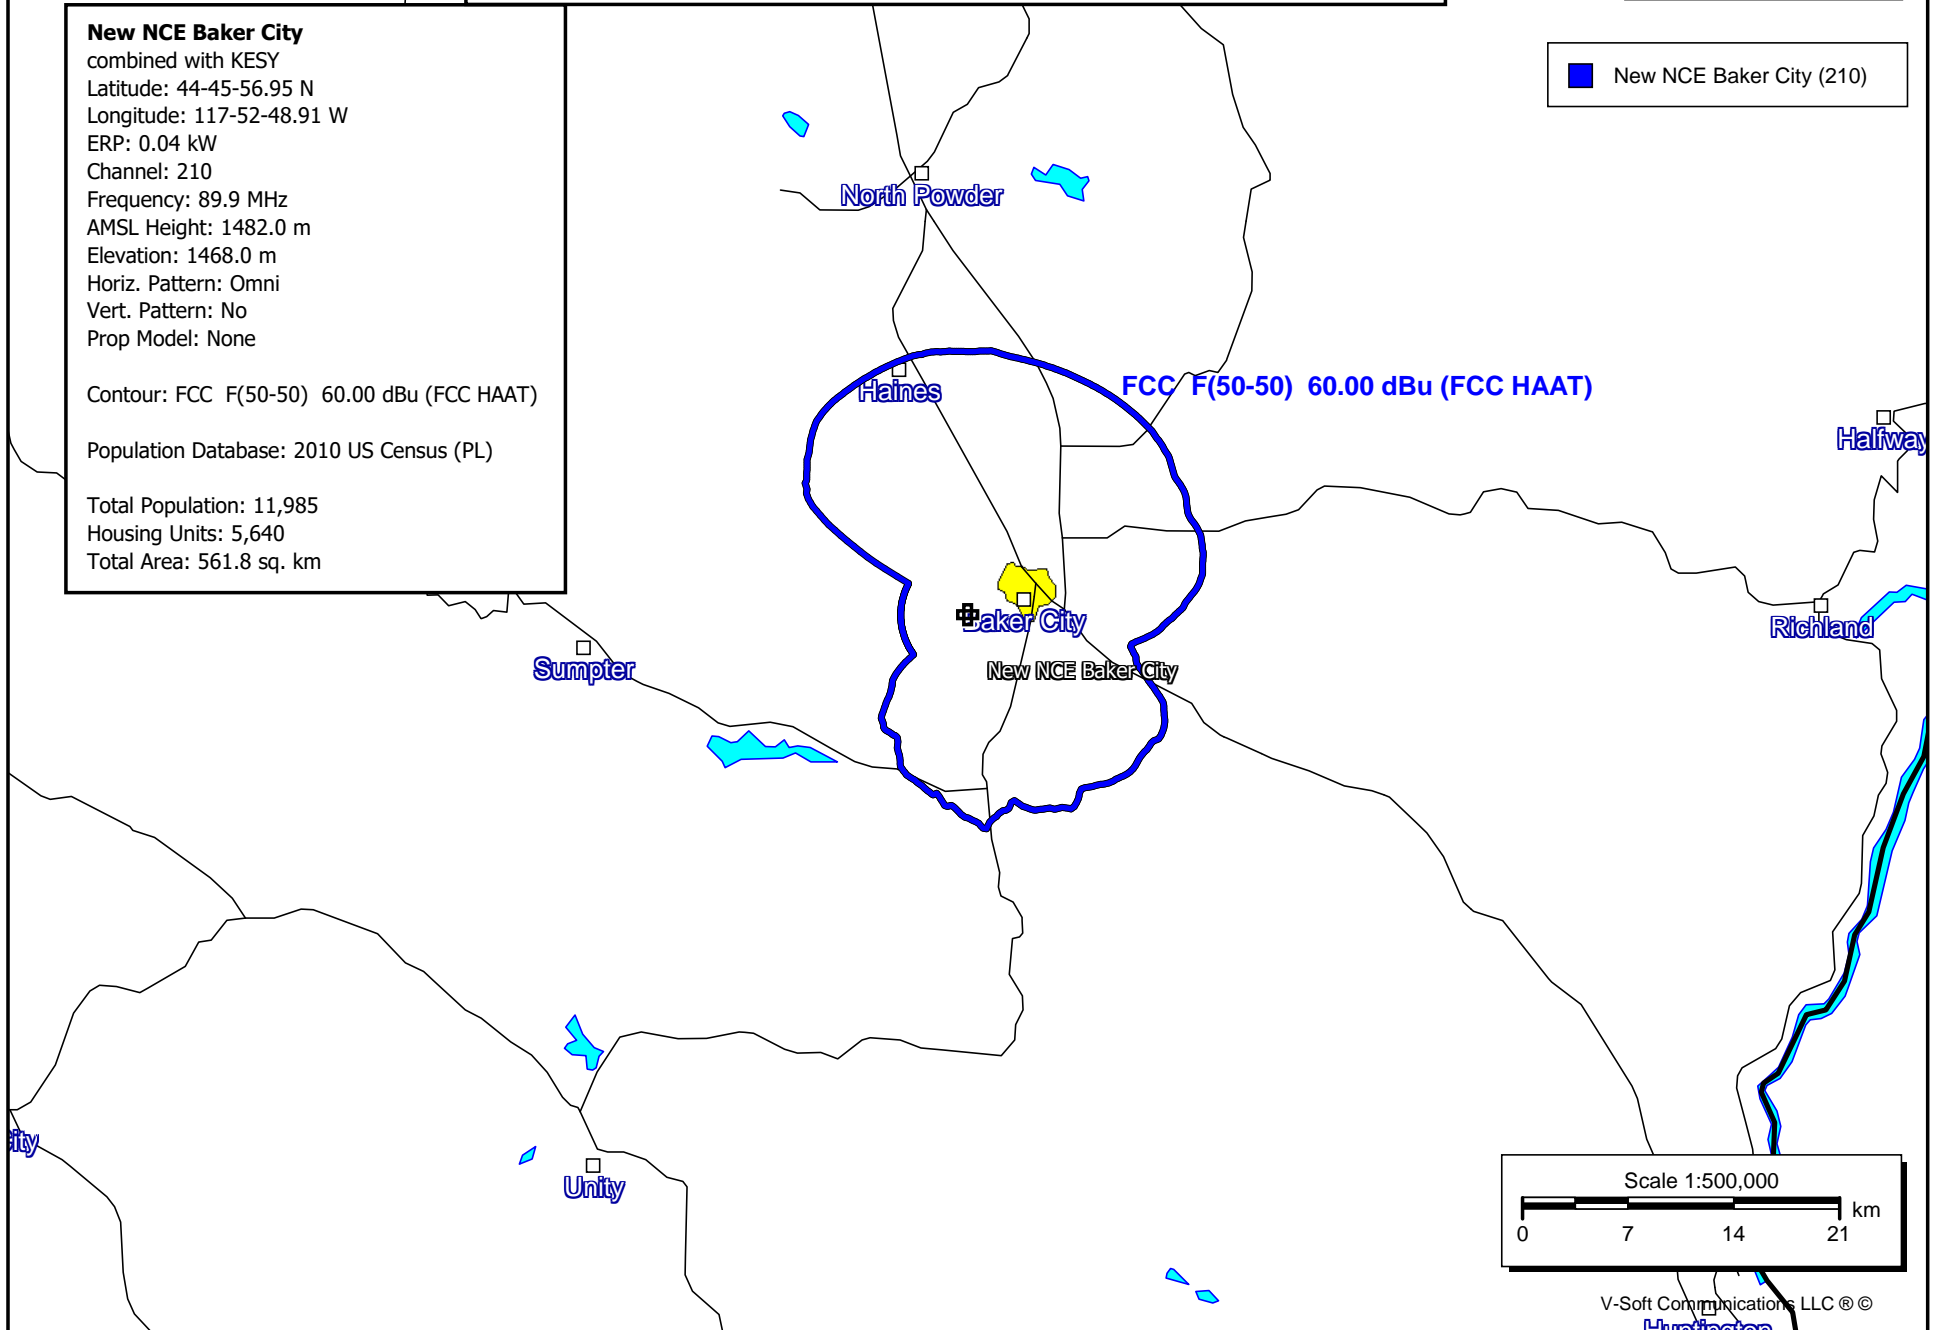 New NCE Baker City
combined with KESY
Latitude: 44-45-56.95 N
Longitude: 117-52-48.91 W
ERP: 0.04 kW
Channel: 210
Frequency: 89.9 MHz
AMSL Height: 1482.0 m
Elevation: 1468.0 m
Horiz. Pattern: Omni
Vert. Pattern: No
Prop Model: None
Contour: FCC F(50-50) 60.00 dBu (FCC HAAT)
Population Database: 2010 US Census (PL)
Total Population: 11,985
Housing Units: 5,640
Total Area: 561.8 sq. km
New NCE Baker City (210)
North Powder
Haines
FCC F(50-50) 60.00 dBu (FCC HAAT)
Halfway
Baker City
Richland
Sumpter
New NCE Baker City
ity
Unity
Scale 1:500,000
km
0 7 14 21
V-Soft Communications LLC ® ©
Huntington